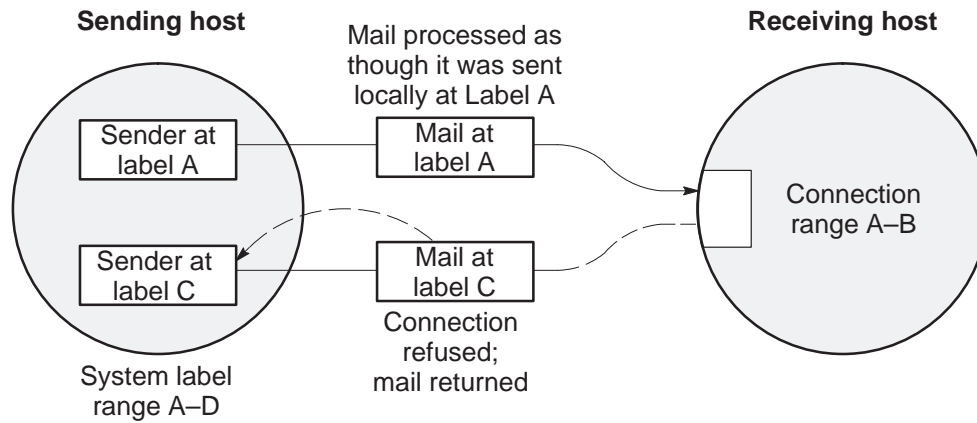 Sending host
Receiving host
Mail processed as
though it was sent
locally at Label A
Sender at
label A
Mail at
label A
Connection
range A–B
Sender at
label C
Mail at
label C
Connection
refused;
mail returned
System label
range A–D